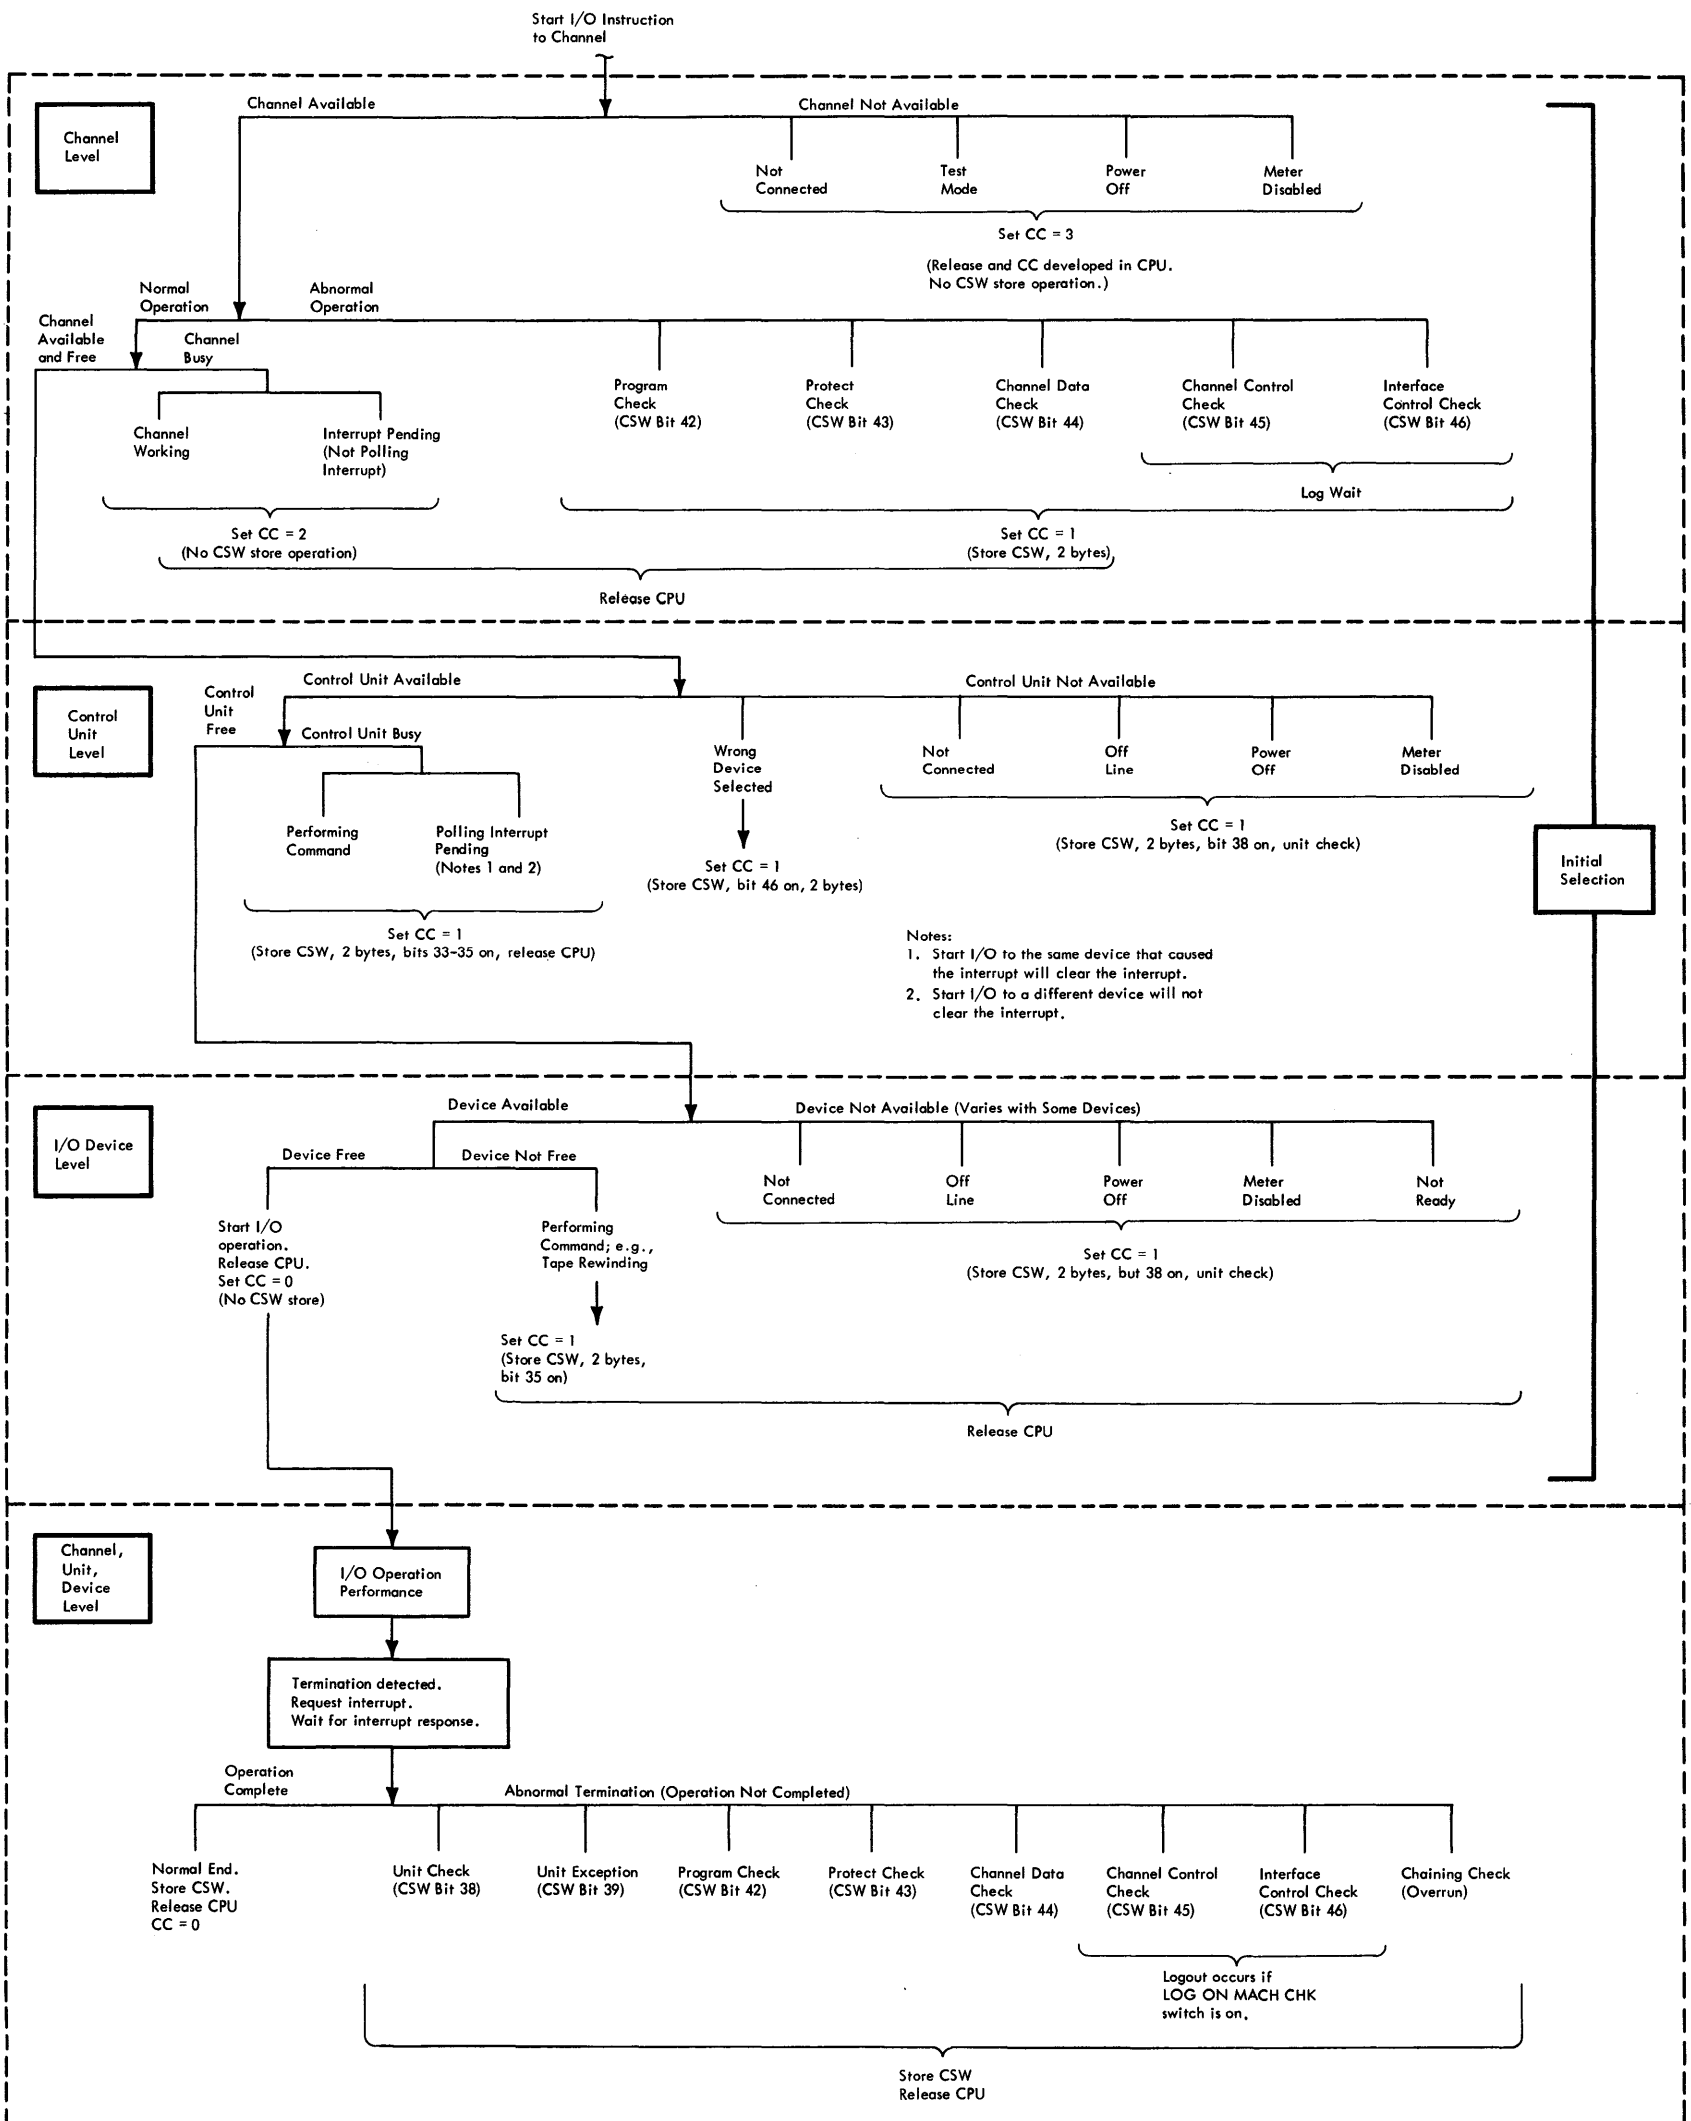 Start I/O Instruction
to Channel
Channel Available
Channel Not Available
Channel
Level
Not
Connected
Test
Mode
Power
Off
Meter
Disabled
Set CC = 3
(Release and CC developed in CPU.
No CSW store operation.)
Normal
Operation
Abnormal
Operation
Channel
Available
and Free
Channel
Busy
Channel
Working
Interrupt Pending
(Not Polling
Interrupt)
Program
Check
(CSW Bit 42)
Protect
Check
(CSW Bit 43)
Channel Data
Check
(CSW Bit 44)
Channel Control
Check
(CSW Bit 45)
Interface
Control Check
(CSW Bit 46)
Log Wait
Set CC = 2
(No CSW store operation)
Set CC = 1
(Store CSW, 2 bytes)
Release CPU
Control
Unit
Level
Control
Unit
Free
Control Unit Available
Control Unit Not Available
Control Unit Busy
Performing
Command
Polling Interrupt
Pending
(Notes 1 and 2)
Wrong
Device
Selected
Not
Connected
Off
Line
Power
Off
Meter
Disabled
Set CC = 1
(Store CSW, 2 bytes, bit 38 on, unit check)
Set CC = 1
(Store CSW, bit 46 on, 2 bytes)
Initial
Selection
Set CC = 1
(Store CSW, 2 bytes, bits 33-35 on, release CPU)
Notes:
1. Start I/O to the same device that caused
the interrupt will clear the interrupt.
2. Start I/O to a different device will not
clear the interrupt.
I/O Device
Level
Device Available
Device Not Available (Varies with Some Devices)
Device Free
Device Not Free
Not
Connected
Off
Line
Power
Off
Meter
Disabled
Not
Ready
Start I/O
operation.
Release CPU.
Set CC = 0
(No CSW store)
Performing
Command; e.g.,
Tape Rewinding
Set CC = 1
(Store CSW, 2 bytes, but 38 on, unit check)
Set CC = 1
(Store CSW, 2 bytes,
bit 35 on)
Release CPU
Channel,
Unit,
Device
Level
I/O Operation
Performance
Termination detected.
Request interrupt.
Wait for interrupt response.
Operation
Complete
Abnormal Termination (Operation Not Completed)
Normal End.
Store CSW.
Release CPU
CC = 0
Unit Check
(CSW Bit 38)
Unit Exception
(CSW Bit 39)
Program Check
(CSW Bit 42)
Protect Check
(CSW Bit 43)
Channel Data
Check
(CSW Bit 44)
Channel Control
Check
(CSW Bit 45)
Interface
Control Check
(CSW Bit 46)
Chaining Check
(Overrun)
Logout occurs if
LOG ON MACH CHK
switch is on.
Store CSW
Release CPU